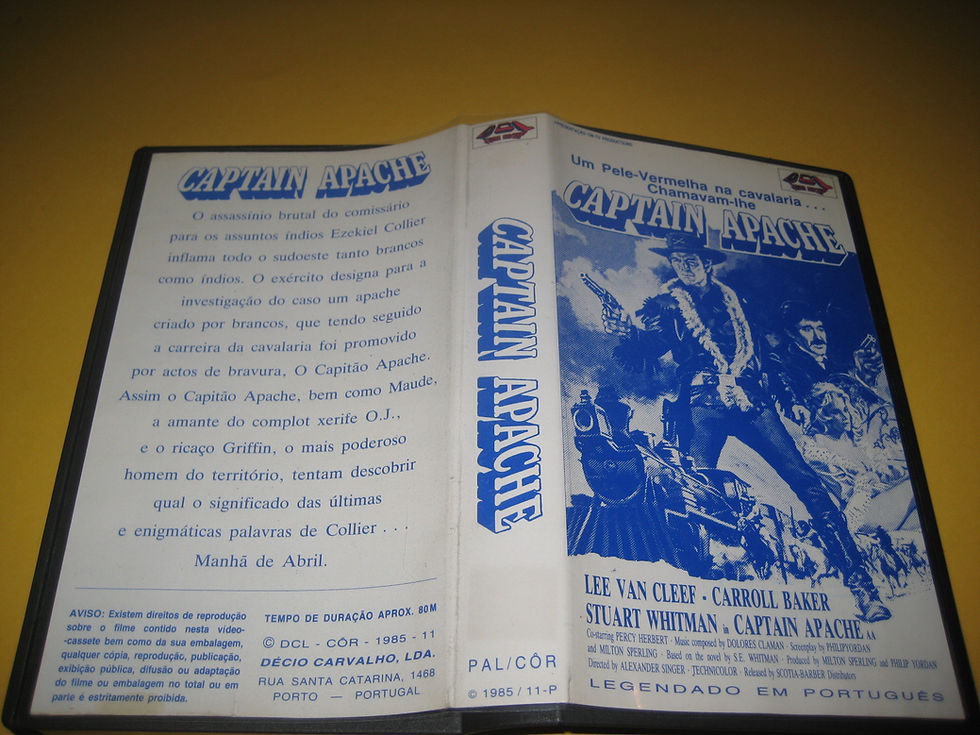 CAPTAIN APACHE
O assassínio brutal do comissário
para os assuntos índios Ezekiel Collier
inflama todo o sudoeste tanto brancos
como índios. O exército designa para a
investigação do caso um apache
criado por brancos, que tendo seguido
a carreira da cavalaria foi promovido
por actos de bravura, O Capitão Apache.
Assim o Capitão Apache, bem como Maude,
a amante do complot xerife O.J.,
e o ricaço Griffin, o mais poderoso
homem do território, tentam descobrir
qual o significado das últimas
e enigmáticas palavras de Collier . . .
Manhã de Abril.
AVISO: Existem direitos de reprodução
sobre o filme contido neste vídeo-
-cassete bem como da sua embalagem,
qualquer cópia, reprodução, publicação,
exibição pública, difusão ou adaptação
do filme ou embalagem no total ou em
parte é estritamente proibida.
TEMPO DE DURAÇÃO APROX. 80M
© DCL - CÔR - 1985 - 11
DÉCIO CARVALHO, LDA.
RUA SANTA CATARINA, 1468
PORTO — PORTUGAL
CAPTAIN APACHE
PAL/CÔR
© 1985 / 11-P
Um Pele-Vermelha na cavalaria . . .
Chamavam-lhe
CAPTAIN APACHE
LEE VAN CLEEF - CARROLL BAKER
STUART WHITMAN in CAPTAIN APACHE AA
Co-starring PERCY HERBERT · Music composed by DOLORES CLAMAN · Screenplay by PHILIP YORDAN
and MILTON SPERLING · Based on the novel by S.E. WHITMAN · Produced by MILTON SPERLING and PHILIP YORDAN
Directed by ALEXANDER SINGER · TECHNICOLOR · Released by SCOTIA-BARBER Distributors
LEGENDADO EM PORTUGUÊS